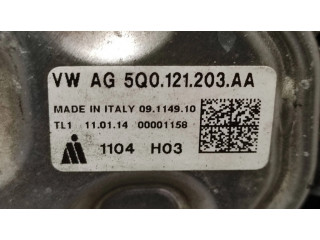 VW AG 5Q0.121.203.AA
MADE IN ITALY 09.1149.10
TL1 11.01.14 00001158
1104 H03